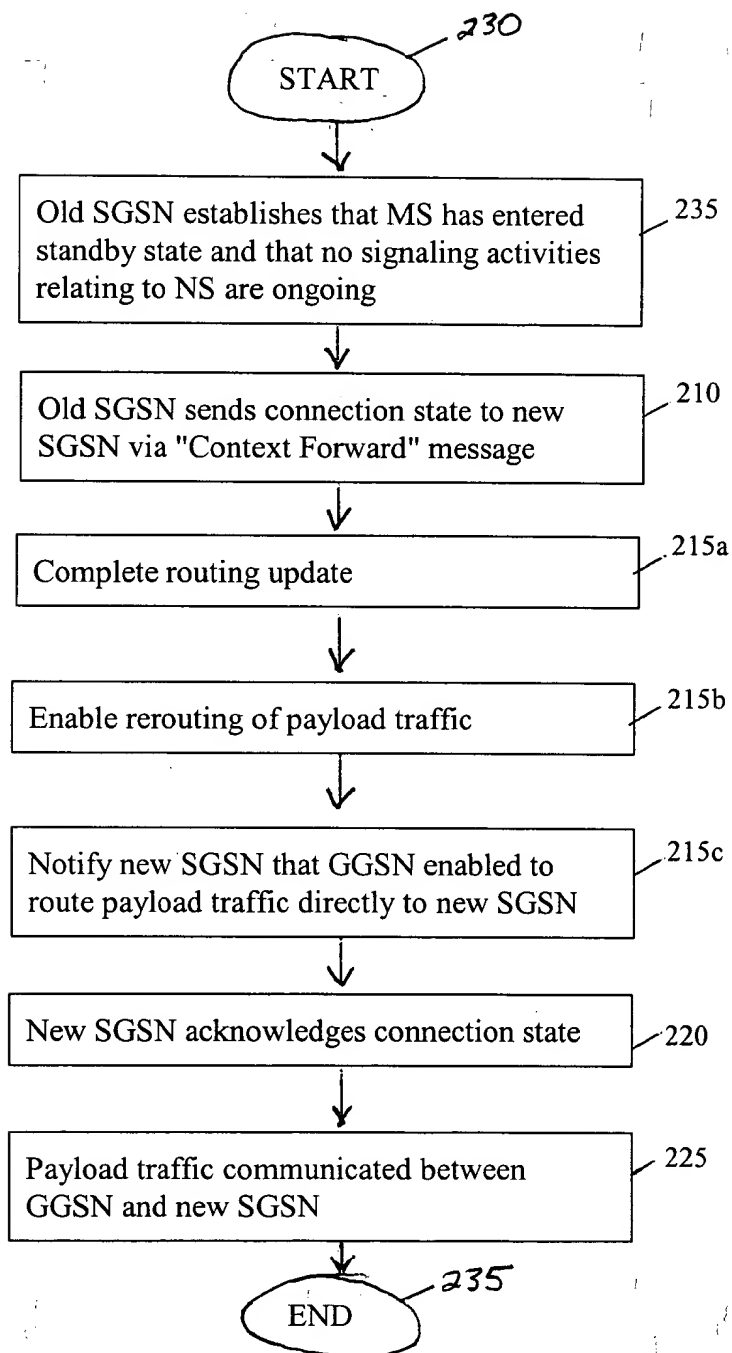 230
START
Old SGSN establishes that MS has entered
standby state and that no signaling activities
relating to NS are ongoing
235
Old SGSN sends connection state to new
SGSN via "Context Forward" message
210
Complete routing update
215a
Enable rerouting of payload traffic
215b
Notify new SGSN that GGSN enabled to
route payload traffic directly to new SGSN
215c
New SGSN acknowledges connection state
220
Payload traffic communicated between
GGSN and new SGSN
225
235
END